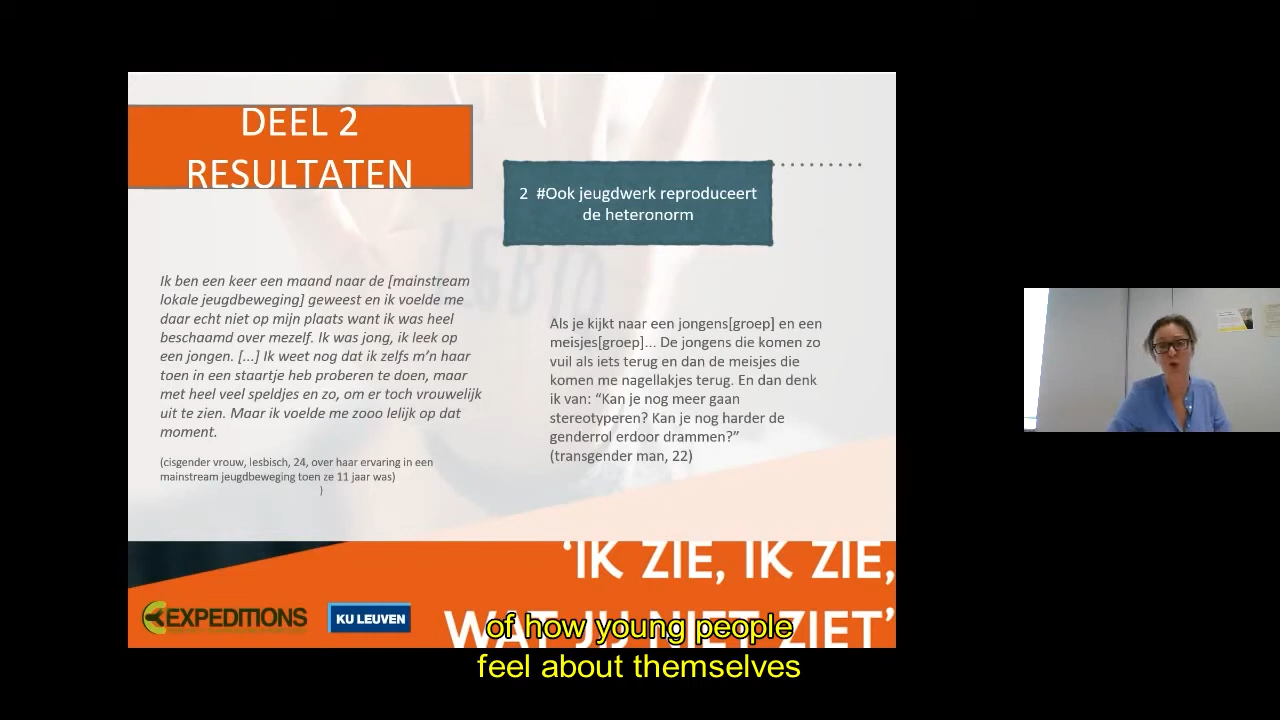 DEEL 2
RESULTATEN
2 #Ook jeugdwerk reproduceert
de heteronorm
Ik ben een keer een maand naar de [mainstream
lokale jeugdbeweging] geweest en ik voelde me
daar echt niet op mijn plaats want ik was heel
beschaamd over mezelf. Ik was jong, ik leek op
een jongen. [...] Ik weet nog dat ik zelfs m'n haar
toen in een staartje heb proberen te doen, maar
met heel veel speldjes en zo, om er toch vrouwelijk
uit te zien. Maar ik voelde me zooo lelijk op dat
moment.
(cisgender vrouw, lesbisch, 24, over haar ervaring in een
mainstream jeugdbeweging toen ze 11 jaar was)
)
Als je kijkt naar een jongens[groep] en een
meisjes[groep]... De jongens die komen zo
vuil als iets terug en dan de meisjes die
komen me nagellakjes terug. En dan denk
ik van: “Kan je nog meer gaan
stereotyperen? Kan je nog harder de
genderrol erdoor drammen?”
(transgender man, 22)
LGBTQ
‘IK ZIE, IK ZIE,
WAT JIJ NIET ZIET’
EXPEDITIONS
KU LEUVEN
of how young people
feel about themselves